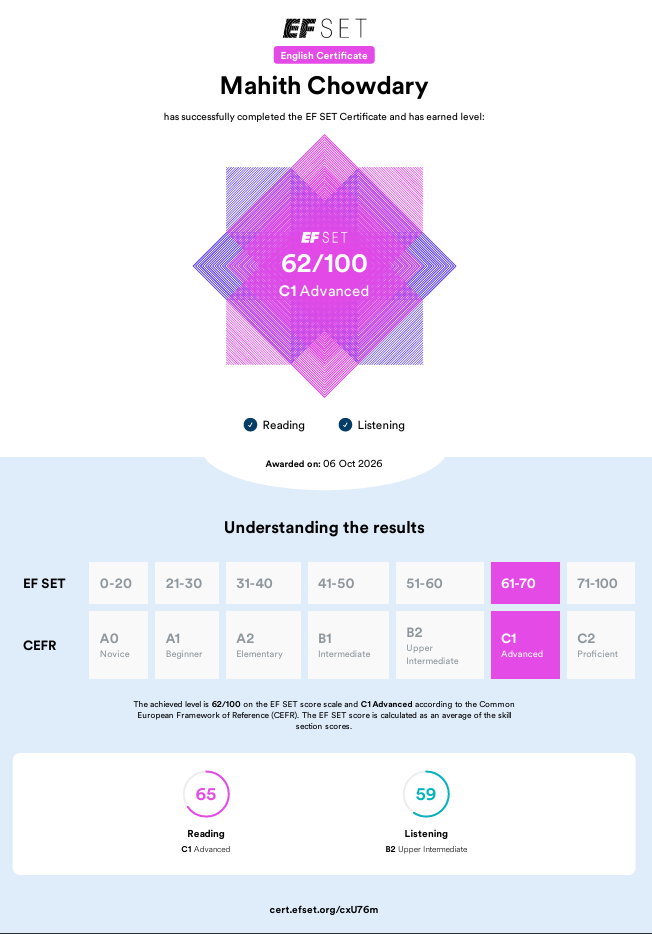 EF SET
English Certificate
Mahith Chowdary
has successfully completed the EF SET Certificate and has earned level:
EF SET
62/100
C1 Advanced
Reading
Listening
Awarded on: 06 Oct 2026
Understanding the results
EF SET 0-20 21-30 31-40 41-50 51-60 61-70 71-100
CEFR
A0
Novice
A1
Beginner
A2
Elementary
B1
Intermediate
B2
Upper
Intermediate
C1
Advanced
C2
Proficient
The achieved level is 62/100 on the EF SET score scale and C1 Advanced according to the Common
European Framework of Reference (CEFR). The EF SET score is calculated as an average of the skill
section scores.
65
Reading
C1 Advanced
59
Listening
B2 Upper Intermediate
cert.efset.org/cxU76m